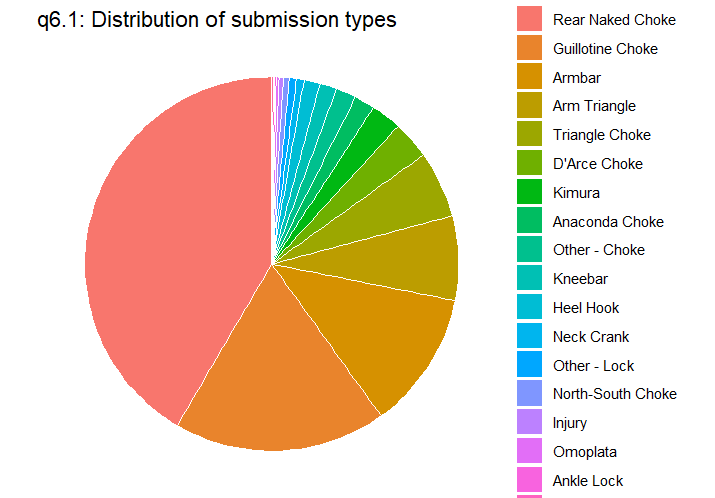 q6.1: Distribution of submission types
Rear Naked Choke
Guillotine Choke
Armbar
Arm Triangle
Triangle Choke
D'Arce Choke
Kimura
Anaconda Choke
Other - Choke
Kneebar
Heel Hook
Neck Crank
Other - Lock
North-South Choke
Injury
Omoplata
Ankle Lock